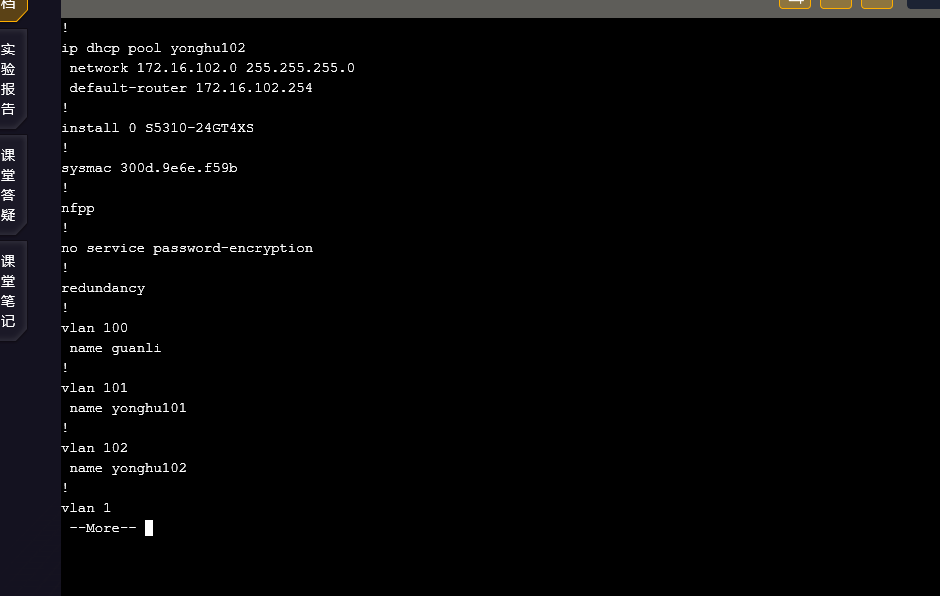 档
实验报告
课堂答疑
课堂笔记
!
ip dhcp pool yonghu102
 network 172.16.102.0 255.255.255.0
 default-router 172.16.102.254
!
install 0 S5310-24GT4XS
!
sysmac 300d.9e6e.f59b
!
nfpp
!
no service password-encryption
!
redundancy
!
vlan 100
 name guanli
!
vlan 101
 name yonghu101
!
vlan 102
 name yonghu102
!
vlan 1
 --More--